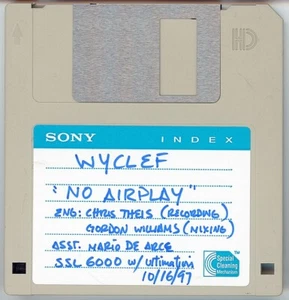 HD
SONY INDEX
WYCLEF
"NO AIRPLAY"
ENG: CHRIS THEIS (RECORDING),
GORDON WILLIAMS (MIXING)
ASST. MARIO DE ARCE
SSL 6000 w/ Ultimation
10/16/97
Special
Cleaning
Mechanism
TM